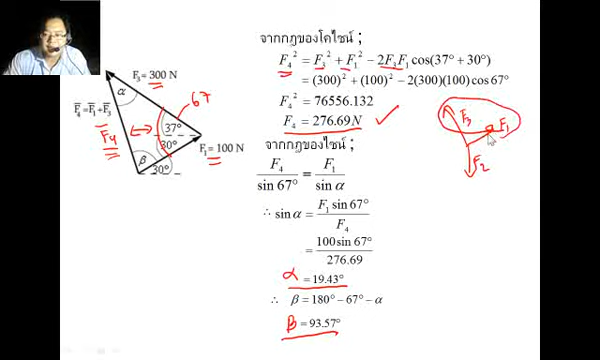 จากกฎของโคไซน์ ;
F₄² = F₃² + F₁² − 2F₃F₁ cos(37° + 30°)
= (300)² + (100)² − 2(300)(100) cos 67°
F₄² = 76556.132
F₄ = 276.69N
จากกฎของไซน์ ;
F₄ / sin 67° = F₁ / sin α
∴ sin α = F₁ sin 67° / F₄
= 100 sin 67° / 276.69
α = 19.43°
∴ β = 180° − 67° − α
β = 93.57°
F₃ = 300 N
67
α
F₄ = F₁ + F₃
F₄
37°
30°
F₁ = 100 N
β
30°
F₃
F₁
F₂